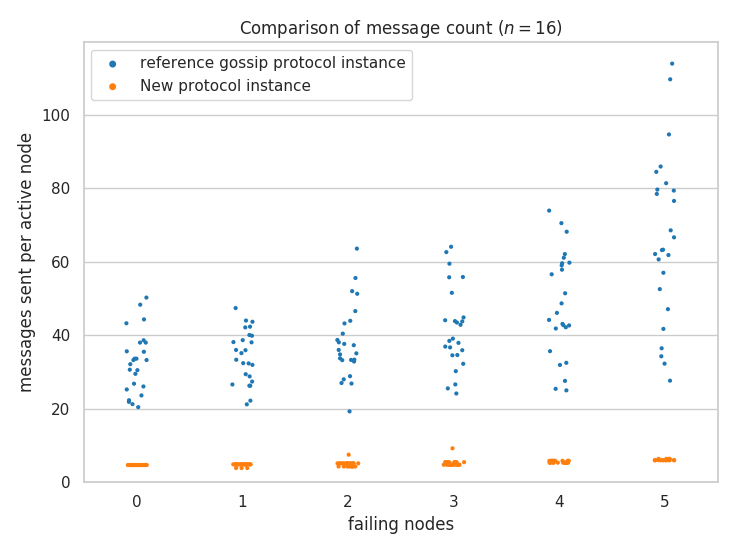 Comparison of message count (n = 16)
reference gossip protocol instance
New protocol instance
messages sent per active node
100
80
60
40
20
0
0 1 2 3 4 5
failing nodes